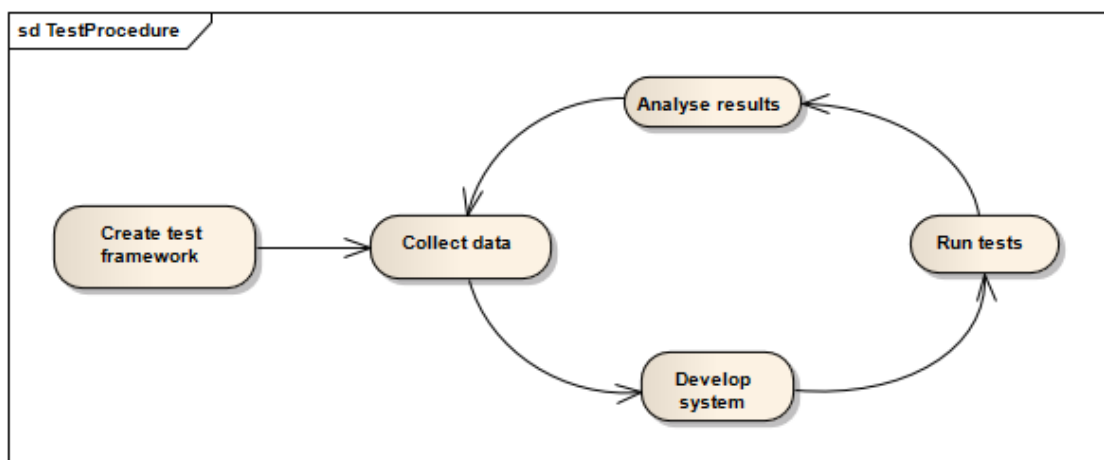 sd TestProcedure
Analyse results
Create test
framework
Collect data
Run tests
Develop
system